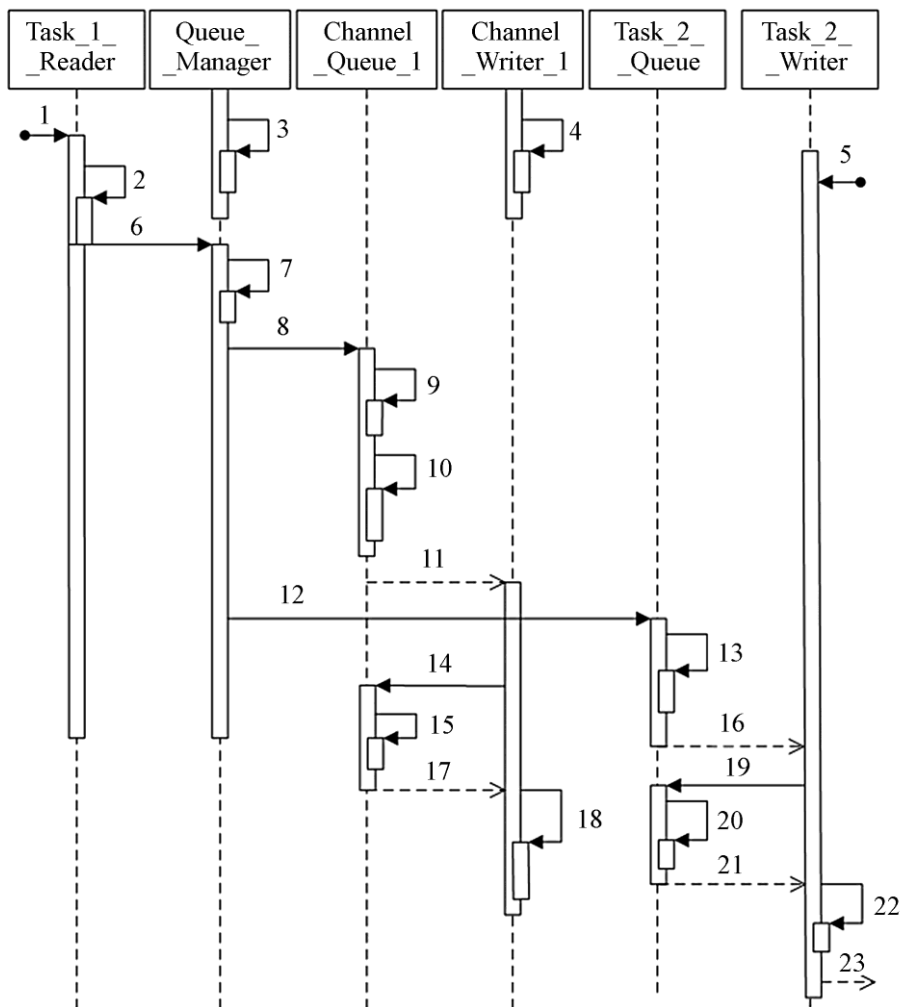 Task_1_
_Reader
Queue_
_Manager
Channel
_Queue_1
Channel
_Writer_1
Task_2_
_Queue
Task_2_
_Writer
1
3
4
5
2
6
7
8
9
10
11
12
13
14
15
16
17
19
18
20
21
22
23